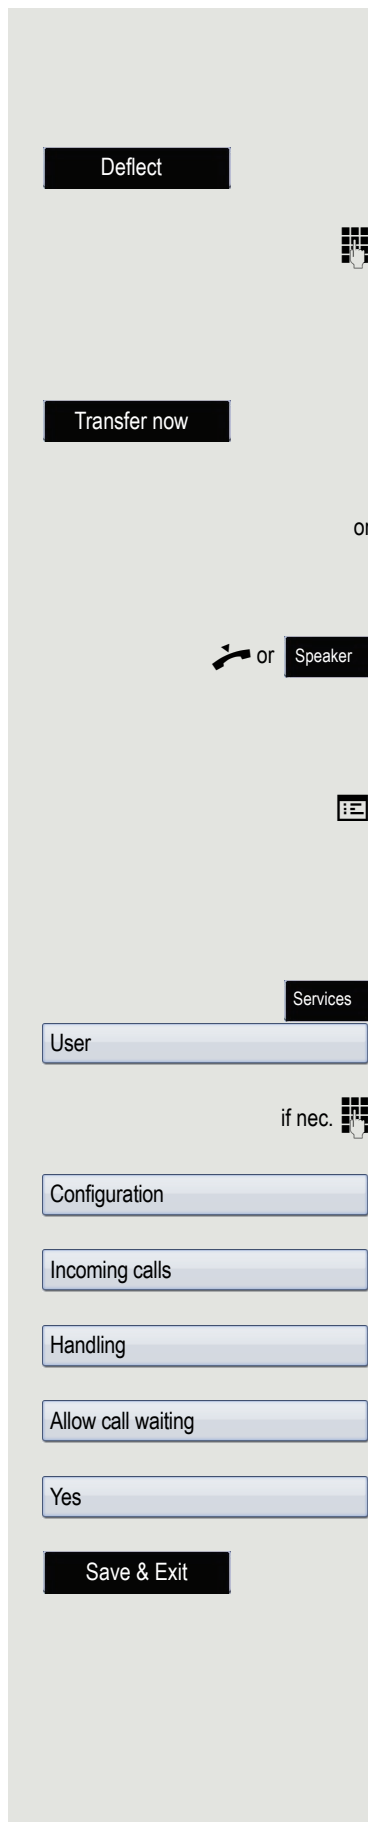 Deflect
Transfer now
or
or Speaker
Services
User
if nec.
Configuration
Incoming calls
Handling
Allow call waiting
Yes
Save & Exit